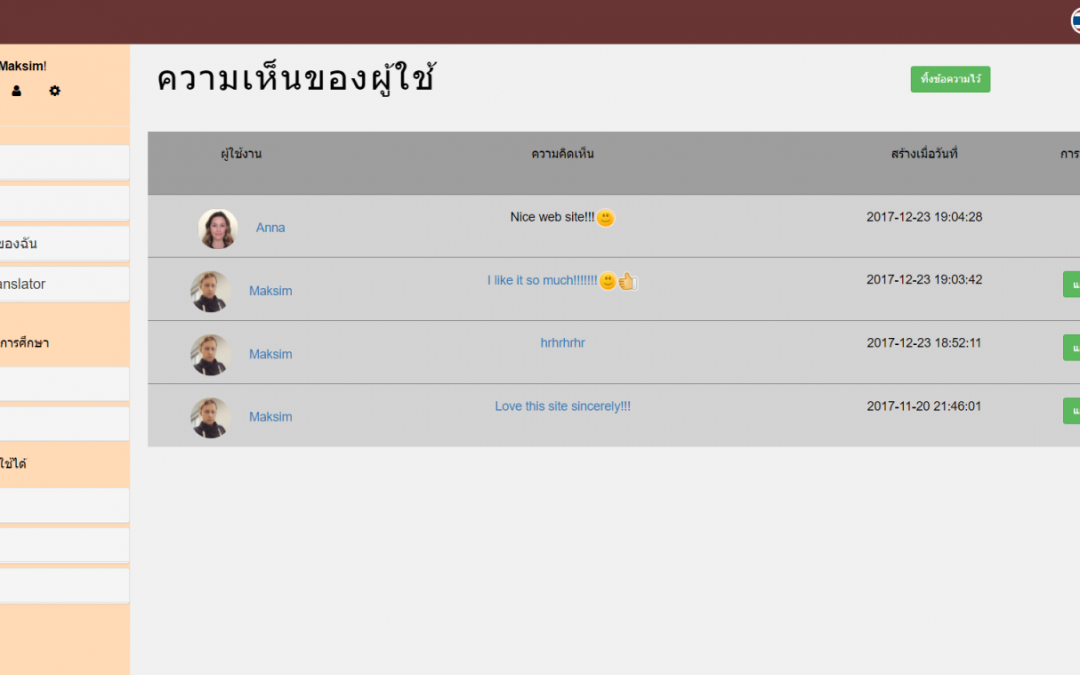 Maksim!
ความเห็นของผู้ใช้
ทิ้งข้อความไว้
ผู้ใช้งาน ความคิดเห็น สร้างเมื่อวันที่ การ
Anna Nice web site!!! 2017-12-23 19:04:28
Maksim I like it so much!!!!!!! 2017-12-23 19:03:42
Maksim hrhrhrhr 2017-12-23 18:52:11
Maksim Love this site sincerely!!! 2017-11-20 21:46:01
ของฉัน
anslator
การศึกษา
ใช้ได้